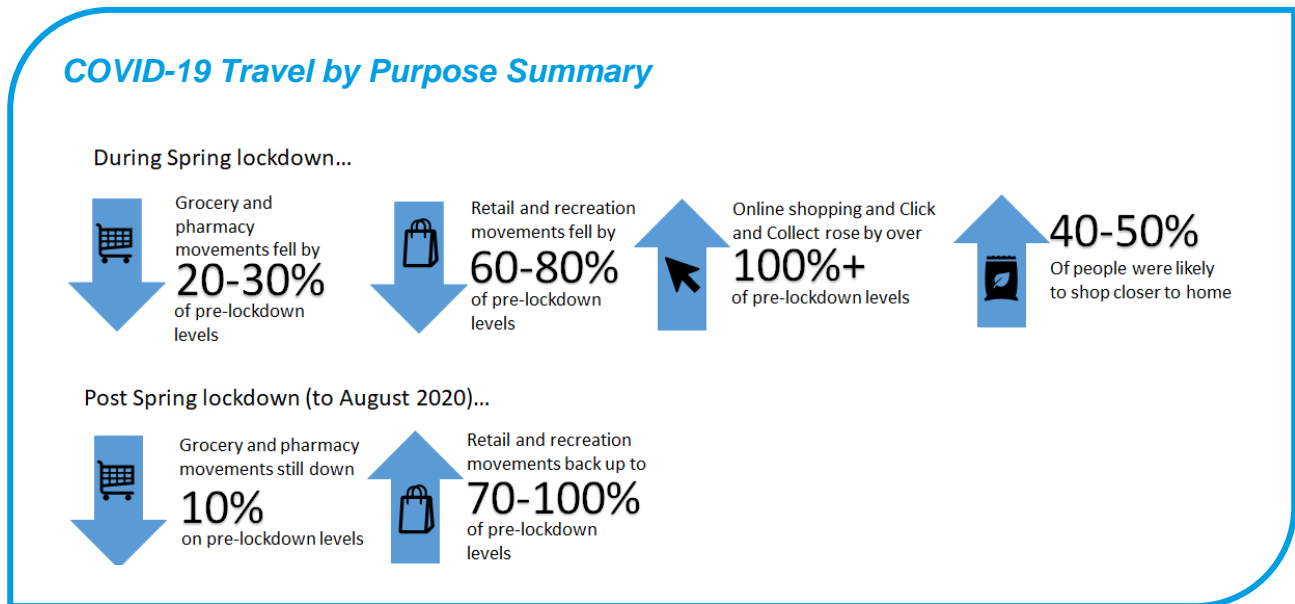 COVID-19 Travel by Purpose Summary
During Spring lockdown...
Grocery and
pharmacy
movements fell by
20-30%
of pre-lockdown
levels
Retail and recreation
movements fell by
60-80%
of pre-lockdown
levels
Online shopping and Click
and Collect rose by over
100%+
of pre-lockdown levels
40-50%
Of people were likely
to shop closer to home
Post Spring lockdown (to August 2020)...
Grocery and pharmacy
movements still down
10%
on pre-lockdown levels
Retail and recreation
movements back up to
70-100%
of pre-lockdown
levels